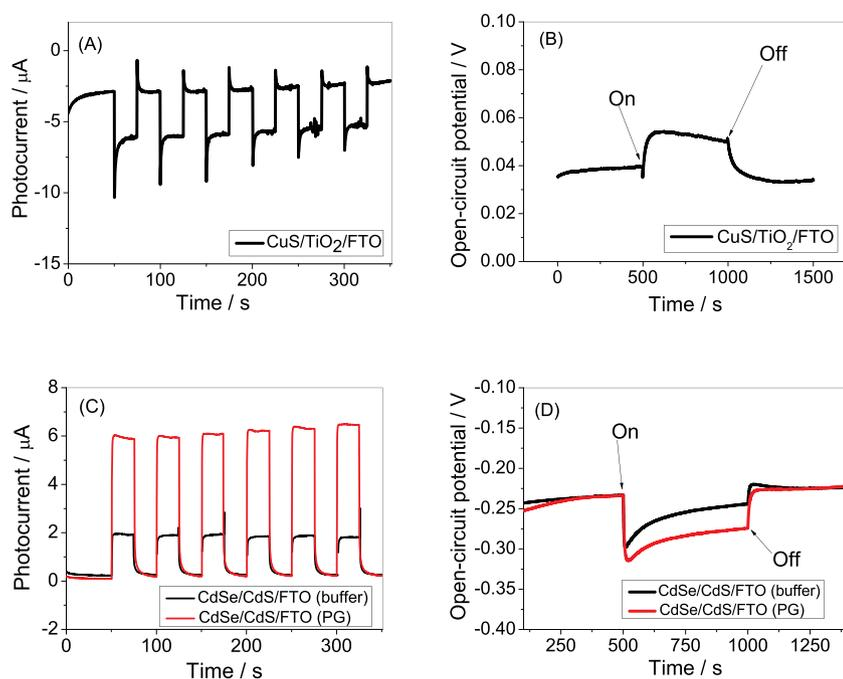 (A)
Photocurrent / μA
0
-5
-10
-15
0 100 200 300
Time / s
CuS/TiO2/FTO
(B)
Open-circuit potential / V
0.10
0.08
0.06
0.04
0.02
0.00
0 500 1000 1500
Time / s
On
Off
CuS/TiO2/FTO
(C)
Photocurrent / μA
8
6
4
2
0
-2
0 100 200 300
Time / s
CdSe/CdS/FTO (buffer)
CdSe/CdS/FTO (PG)
(D)
Open-circuit potential / V
-0.10
-0.20
-0.25
-0.30
-0.35
-0.40
250 500 750 1000 1250
Time / s
On
Off
CdSe/CdS/FTO (buffer)
CdSe/CdS/FTO (PG)